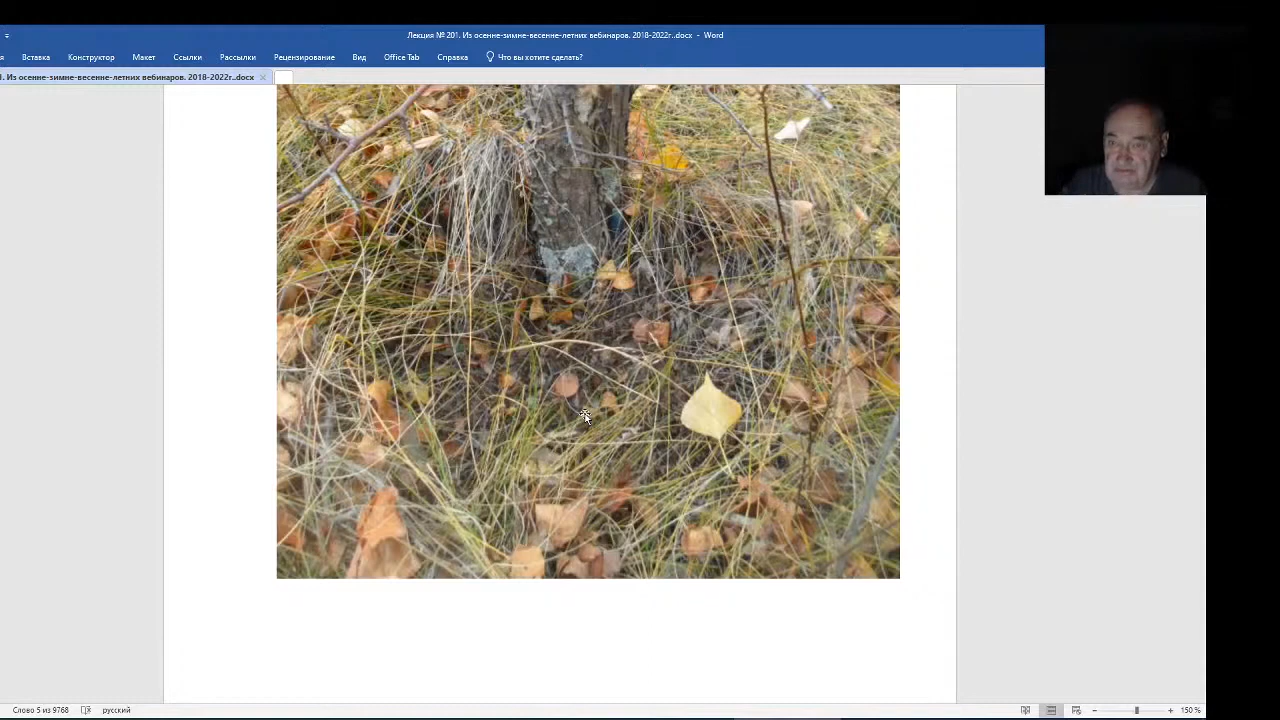 Лекция № 201. Из осенне-зимне-весенне-летних вебинаров. 2018-2022г..docx - Word
я Вставка Конструктор Макет Ссылки Рассылки Рецензирование Вид Office Tab Справка Что вы хотите сделать?
1. Из осенне-зимне-весенне-летних вебинаров. 2018-2022г..docx
Слово 5 из 9768 русский 150 %